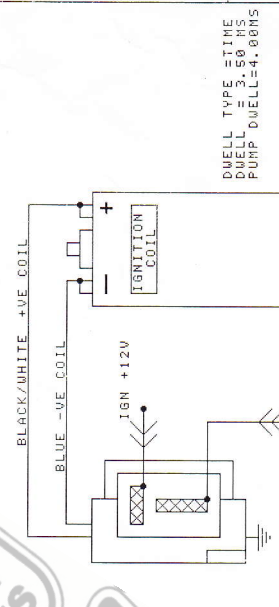 BLACK/WHITE +VE COIL
BLUE -VE COIL
IGN +12V
- +
IGNITION
COIL
DWELL TYPE =TIME
DWELL = 3.50 MS
PUMP DWELL=4.00MS